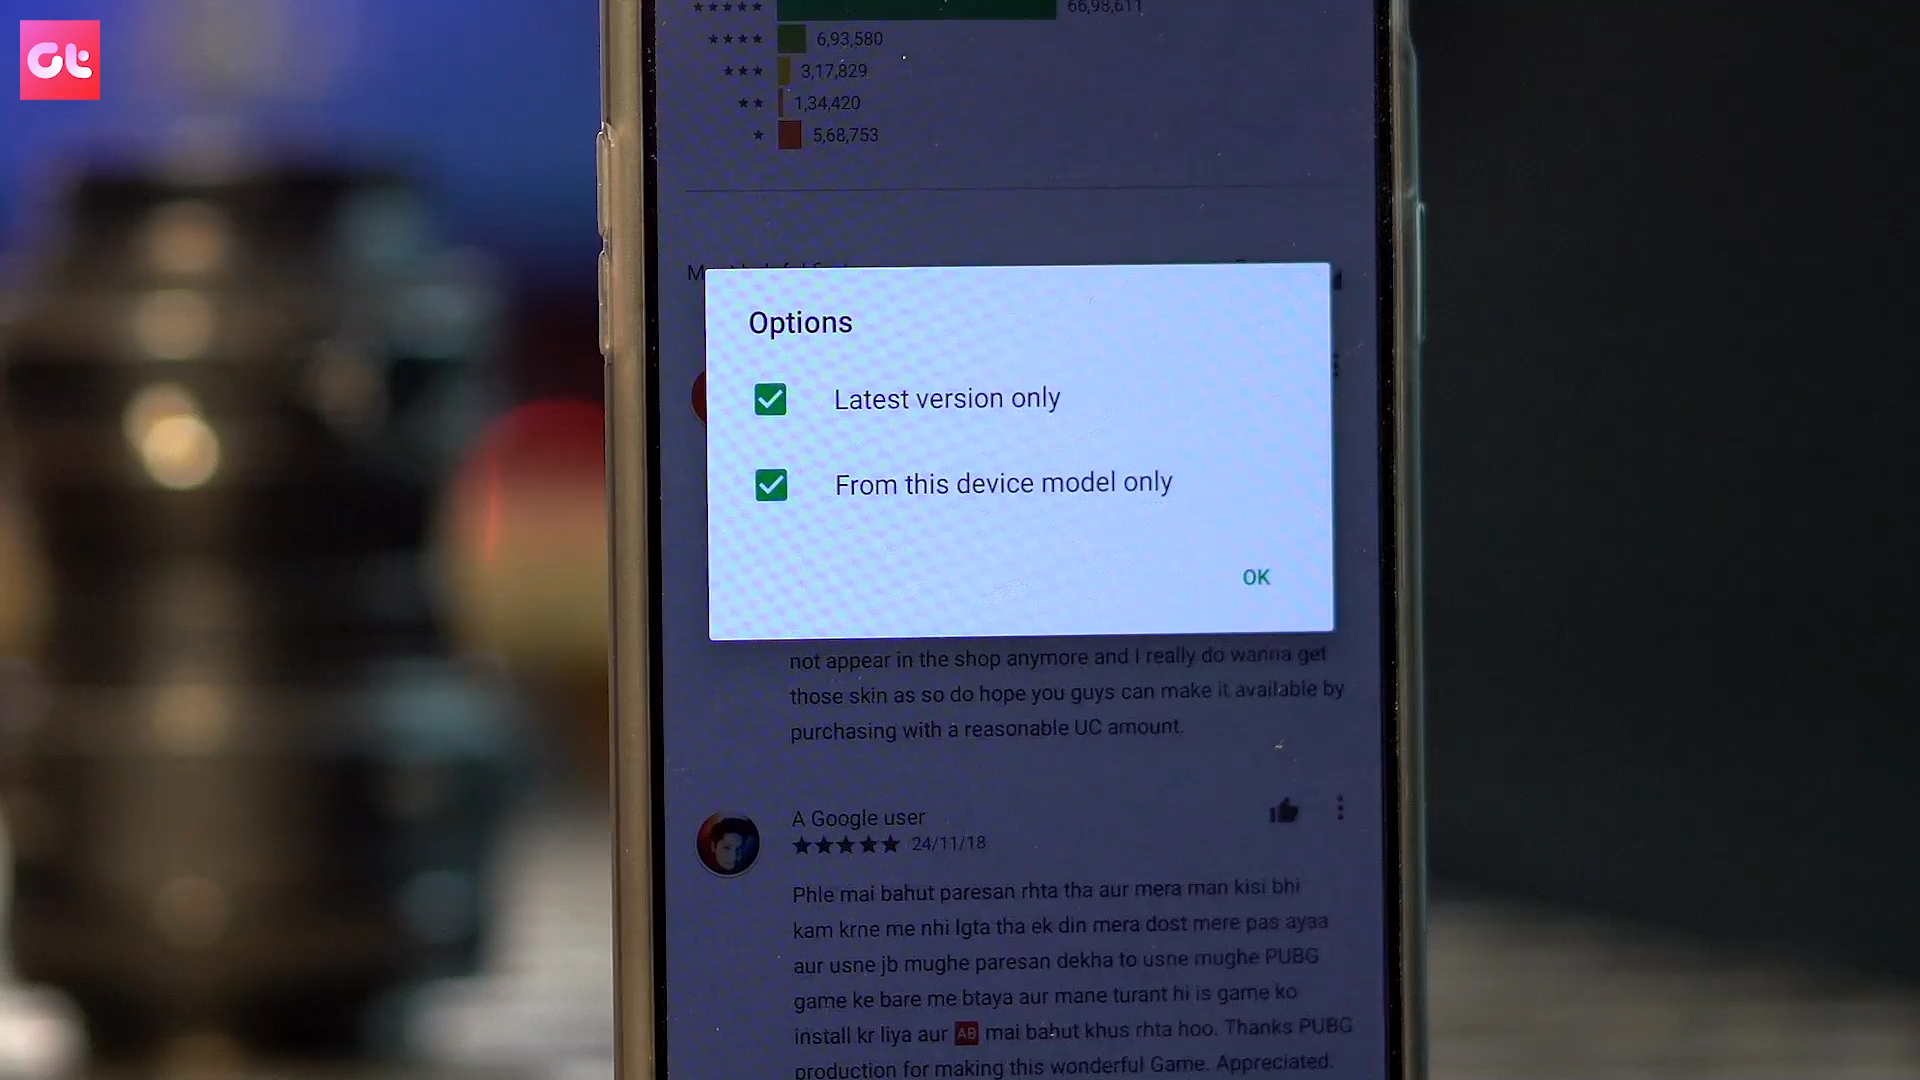 Gt
★★★★★ 66,98,611
★★★★ 6,93,580
★★★ 3,17,829
★★ 1,34,420
★ 5,68,753
Options
Latest version only
From this device model only
OK
not appear in the shop anymore and I really do wanna get
those skin as so do hope you guys can make it available by
purchasing with a reasonable UC amount.
A Google user
★★★★★ 24/11/18
Phle mai bahut paresan rhta tha aur mera man kisi bhi
kam krne me nhi lgta tha ek din mera dost mere pas ayaa
aur usne jb mughe paresan dekha to usne mughe PUBG
game ke bare me btaya aur mane turant hi is game ko
install kr liya aur 🆎 mai bahut khus rhta hoo. Thanks PUBG
production for making this wonderful Game. Appreciated.